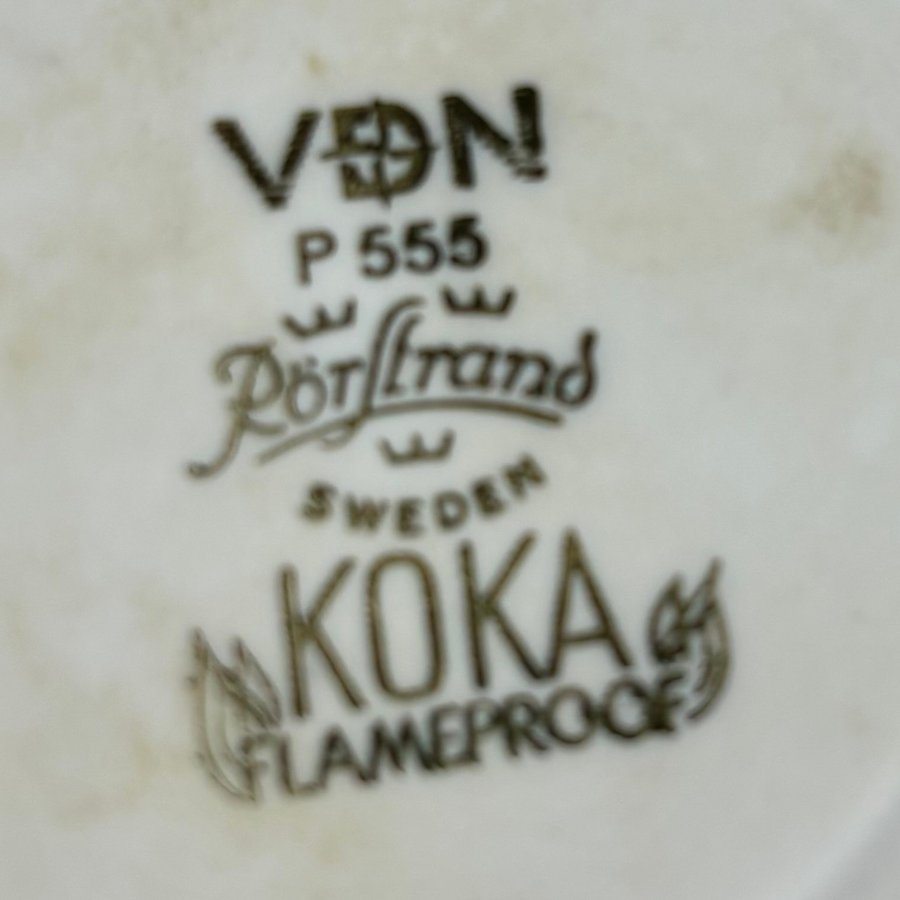 VDN
P 555
Rörstrand
SWEDEN
KOKA
FLAMEPROOF